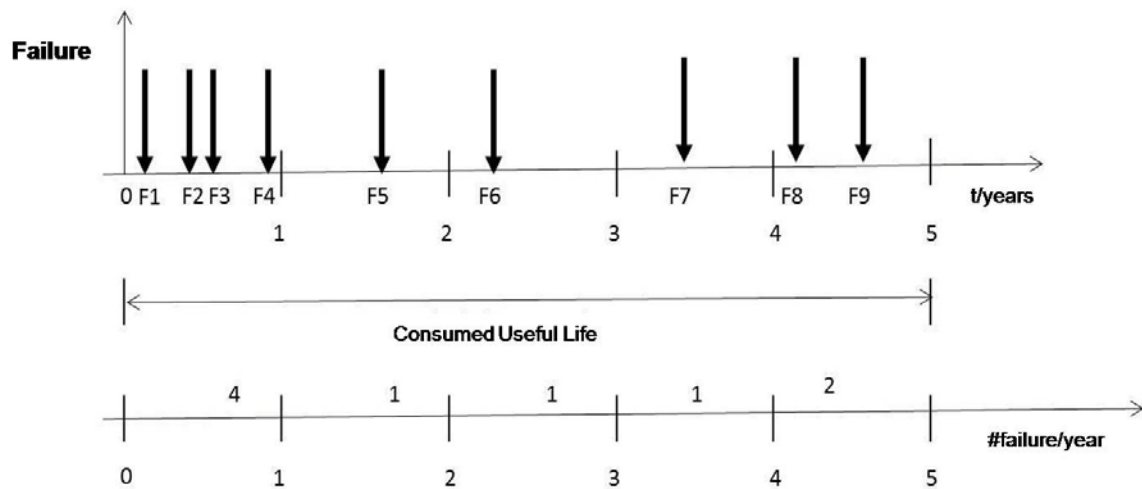 Failure
0 F1 F2 F3 F4 F5 F6 F7 F8 F9 t/years
1 2 3 4 5
Consumed Useful Life
4 1 1 1 2
#failure/year
0 1 2 3 4 5